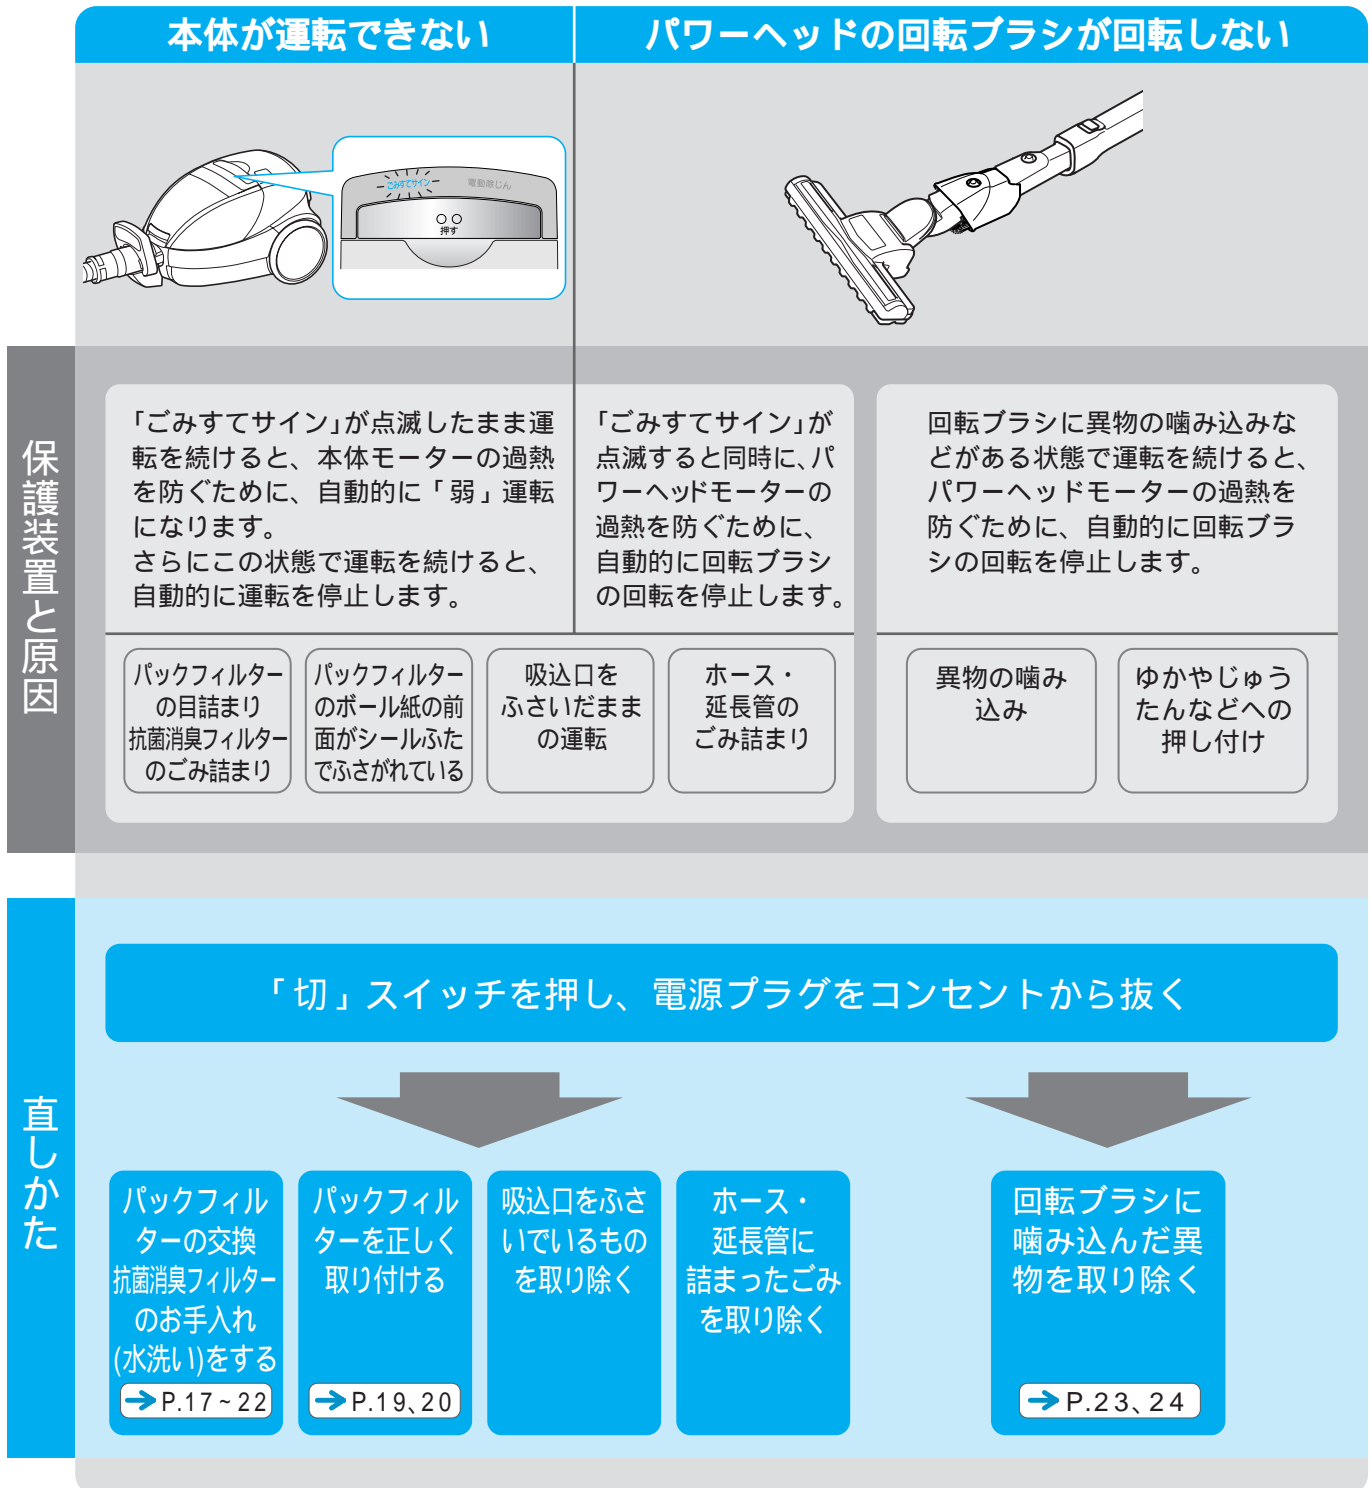 本体が運転できない
パワーヘッドの回転ブラシが回転しない
ごみすてサイン
電動除じん
押す
保護装置と原因
「ごみすてサイン」が点滅したまま運
転を続けると、本体モーターの過熱
を防ぐために、自動的に「弱」運転
になります。
さらにこの状態で運転を続けると、
自動的に運転を停止します。
「ごみすてサイン」が
点滅すると同時に、パ
ワーヘッドモーターの
過熱を防ぐために、
自動的に回転ブラシ
の回転を停止します。
回転ブラシに異物の噛み込みな
どがある状態で運転を続けると、
パワーヘッドモーターの過熱を
防ぐために、自動的に回転ブラ
シの回転を停止します。
パックフィルター
の目詰まり
抗菌消臭フィルター
のごみ詰まり
パックフィルター
のボール紙の前
面がシールふた
でふさがれている
吸込口を
ふさいだまま
の運転
ホース・
延長管の
ごみ詰まり
異物の噛み
込み
ゆかやじゅう
たんなどへの
押し付け
直しかた
「切」スイッチを押し、電源プラグをコンセントから抜く
パックフィル
ターの交換
抗菌消臭フィルター
のお手入れ
(水洗い)をする
→P.17~22
パックフィル
ターを正しく
取り付ける
→P.19、20
吸込口をふさ
いでいるもの
を取り除く
ホース・
延長管に
詰まったごみ
を取り除く
回転ブラシに
噛み込んだ異
物を取り除く
→P.23、24